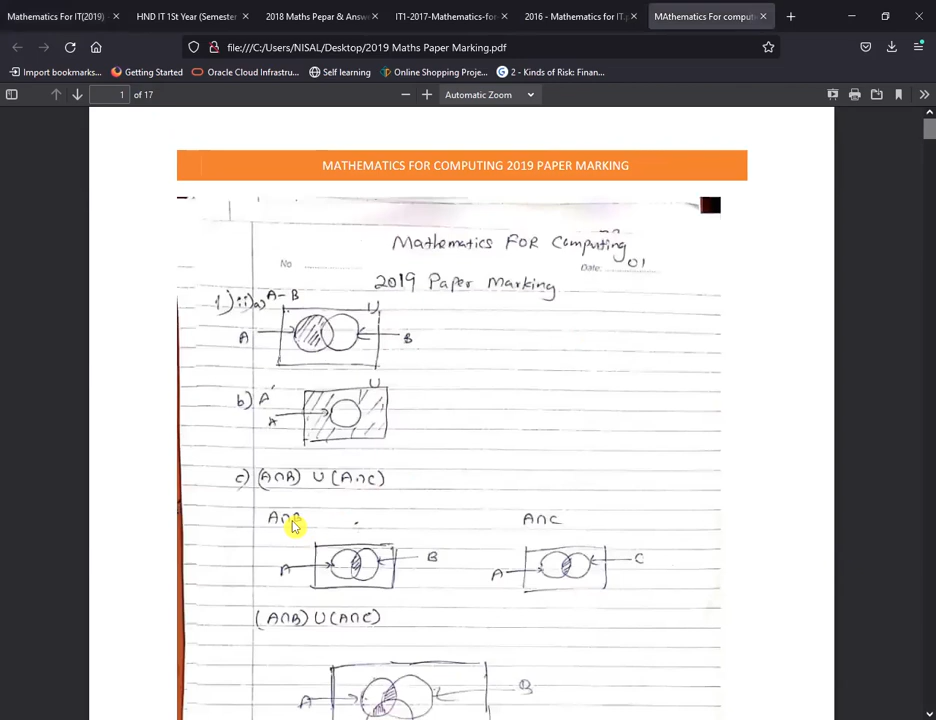 Mathematics For IT(2019)
HND IT 1St Year (Semester
2018 Maths Pepar & Answ
IT1-2017-Mathematics-for-
2016 - Mathematics for IT.p
MAthematics For comput
file:///C:/Users/NISAL/Desktop/2019 Maths Paper Marking.pdf
Import bookmarks...
Getting Started
Oracle Cloud Infrastru...
Self learning
Online Shopping Proje...
2 - Kinds of Risk: Finan...
1 of 17
Automatic Zoom
MATHEMATICS FOR COMPUTING 2019 PAPER MARKING
Mathematics FOR Computing
No
Date. 01
2019 Paper Marking
1) ii) a) A-B
U
A
B
b) A'
U
A
c) (A∩B) U (A∩C)
A∩B
A∩C
A
B
A
C
(A∩B) U (A∩C)
A
B